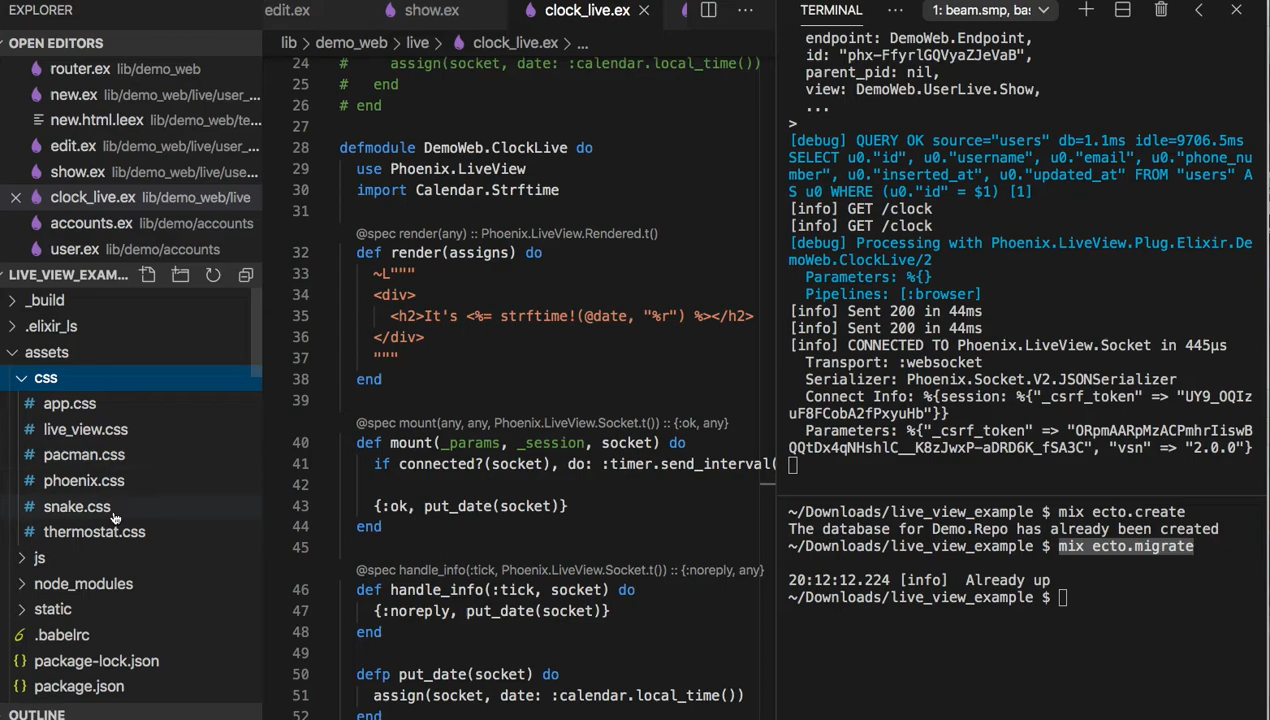 EXPLORER
OPEN EDITORS
router.ex lib/demo_web
new.ex lib/demo_web/live/user_...
new.html.leex lib/demo_web/te...
edit.ex lib/demo_web/live/user_...
show.ex lib/demo_web/live/use...
clock_live.ex lib/demo_web/live
accounts.ex lib/demo/accounts
user.ex lib/demo/accounts
LIVE_VIEW_EXAM...
_build
.elixir_ls
assets
css
# app.css
# live_view.css
# pacman.css
# phoenix.css
# snake.css
# thermostat.css
js
node_modules
static
.babelrc
{} package-lock.json
{} package.json
OUTLINE
edit.ex show.ex clock_live.ex
lib > demo_web > live > clock_live.ex > ...
24 # assign(socket, date: :calendar.local_time())
25 # end
26 # end
27
28 defmodule DemoWeb.ClockLive do
29 use Phoenix.LiveView
30 import Calendar.Strftime
31
@spec render(any) :: Phoenix.LiveView.Rendered.t()
32 def render(assigns) do
33 ~L"""
34 <div>
35 <h2>It's <%= strftime!(@date, "%r") %></h2>
36 </div>
37 """
38 end
39
@spec mount(any, any, Phoenix.LiveView.Socket.t()) :: {:ok, any}
40 def mount(_params, _session, socket) do
41 if connected?(socket), do: :timer.send_interval(
42
43 {:ok, put_date(socket)}
44 end
45
@spec handle_info(:tick, Phoenix.LiveView.Socket.t()) :: {:noreply, any}
46 def handle_info(:tick, socket) do
47 {:noreply, put_date(socket)}
48 end
49
50 defp put_date(socket) do
51 assign(socket, date: :calendar.local_time())
52 end
TERMINAL ... 1: beam.smp, bas
endpoint: DemoWeb.Endpoint,
id: "phx-FfyrlGQVyaZJeVaB",
parent_pid: nil,
view: DemoWeb.UserLive.Show,
...
>
[debug] QUERY OK source="users" db=1.1ms idle=9706.5ms
SELECT u0."id", u0."username", u0."email", u0."phone_nu
mber", u0."inserted_at", u0."updated_at" FROM "users" A
S u0 WHERE (u0."id" = $1) [1]
[info] GET /clock
[info] GET /clock
[debug] Processing with Phoenix.LiveView.Plug.Elixir.De
moWeb.ClockLive/2
Parameters: %{}
Pipelines: [:browser]
[info] Sent 200 in 44ms
[info] Sent 200 in 44ms
[info] CONNECTED TO Phoenix.LiveView.Socket in 445µs
Transport: :websocket
Serializer: Phoenix.Socket.V2.JSONSerializer
Connect Info: %{session: %{"_csrf_token" => "UY9_OQIz
uF8FCobA2fPxyuHb"}}
Parameters: %{"_csrf_token" => "ORpmAARpMzACPmhrIiswB
QQtDx4qNHshlC__K8zJwxP-aDRD6K_fSA3C", "vsn" => "2.0.0"}
~/Downloads/live_view_example $ mix ecto.create
The database for Demo.Repo has already been created
~/Downloads/live_view_example $ mix ecto.migrate
20:12:12.224 [info] Already up
~/Downloads/live_view_example $